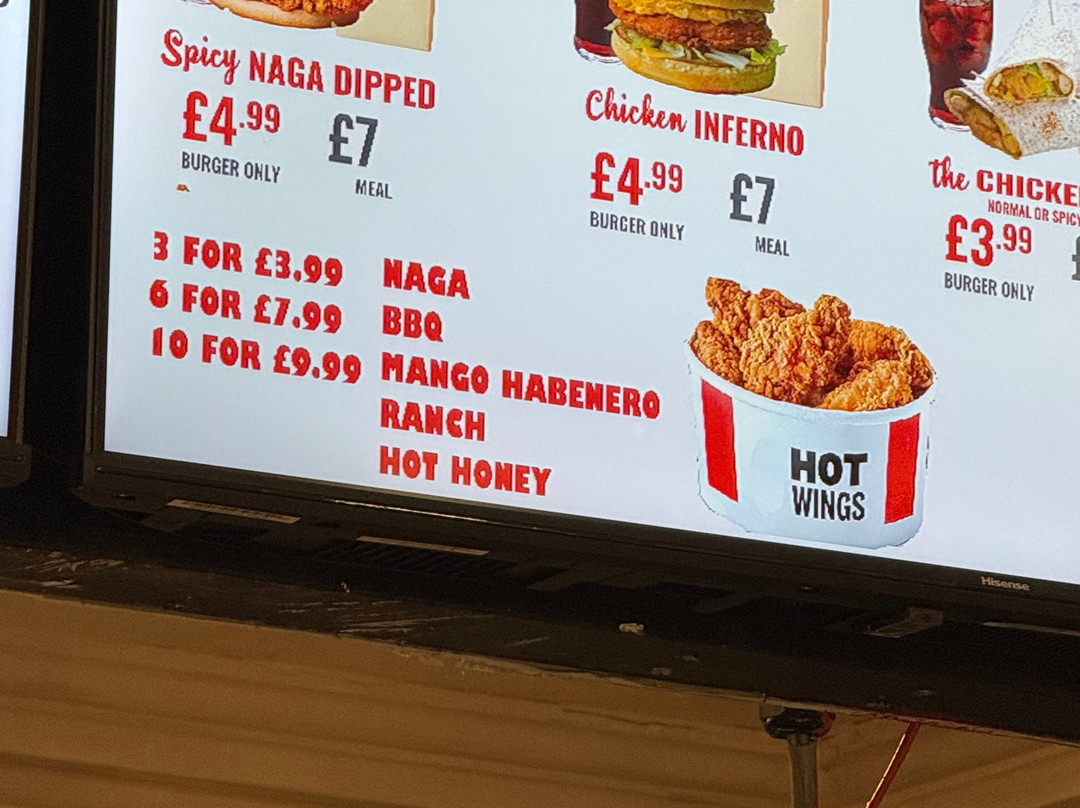 Spicy NAGA DIPPED
£4.99 £7
BURGER ONLY MEAL
Chicken INFERNO
£4.99 £7
BURGER ONLY MEAL
the CHICKE
NORMAL OR SPICY
£3.99
BURGER ONLY
3 FOR £3.99
6 FOR £7.99
10 FOR £9.99
NAGA
BBQ
MANGO HABENERO
RANCH
HOT HONEY
HOT
WINGS
Hisense